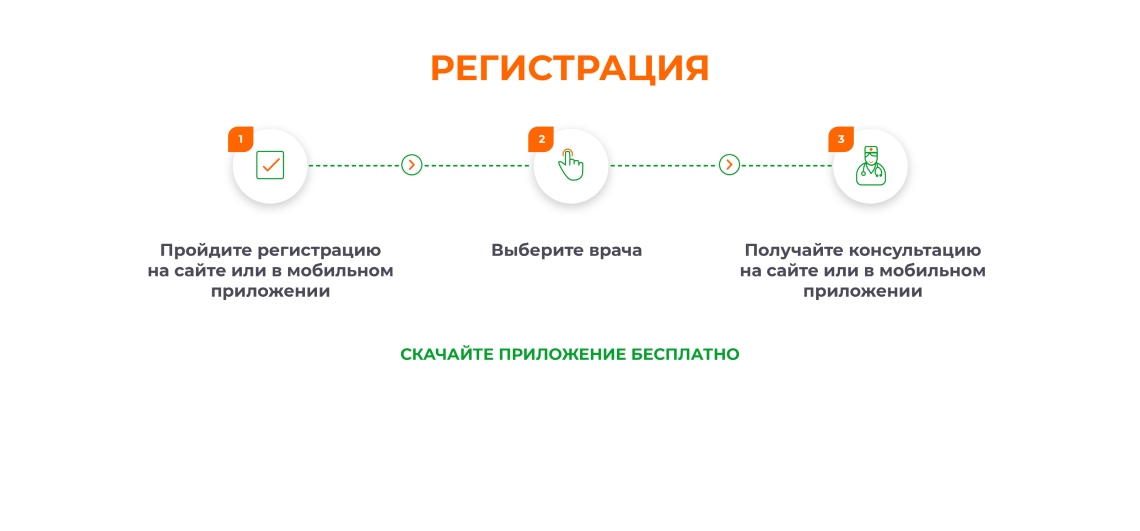 РЕГИСТРАЦИЯ
1
2
3
Пройдите регистрацию
на сайте или в мобильном
приложении
Выберите врача
Получайте консультацию
на сайте или в мобильном
приложении
СКАЧАЙТЕ ПРИЛОЖЕНИЕ БЕСПЛАТНО